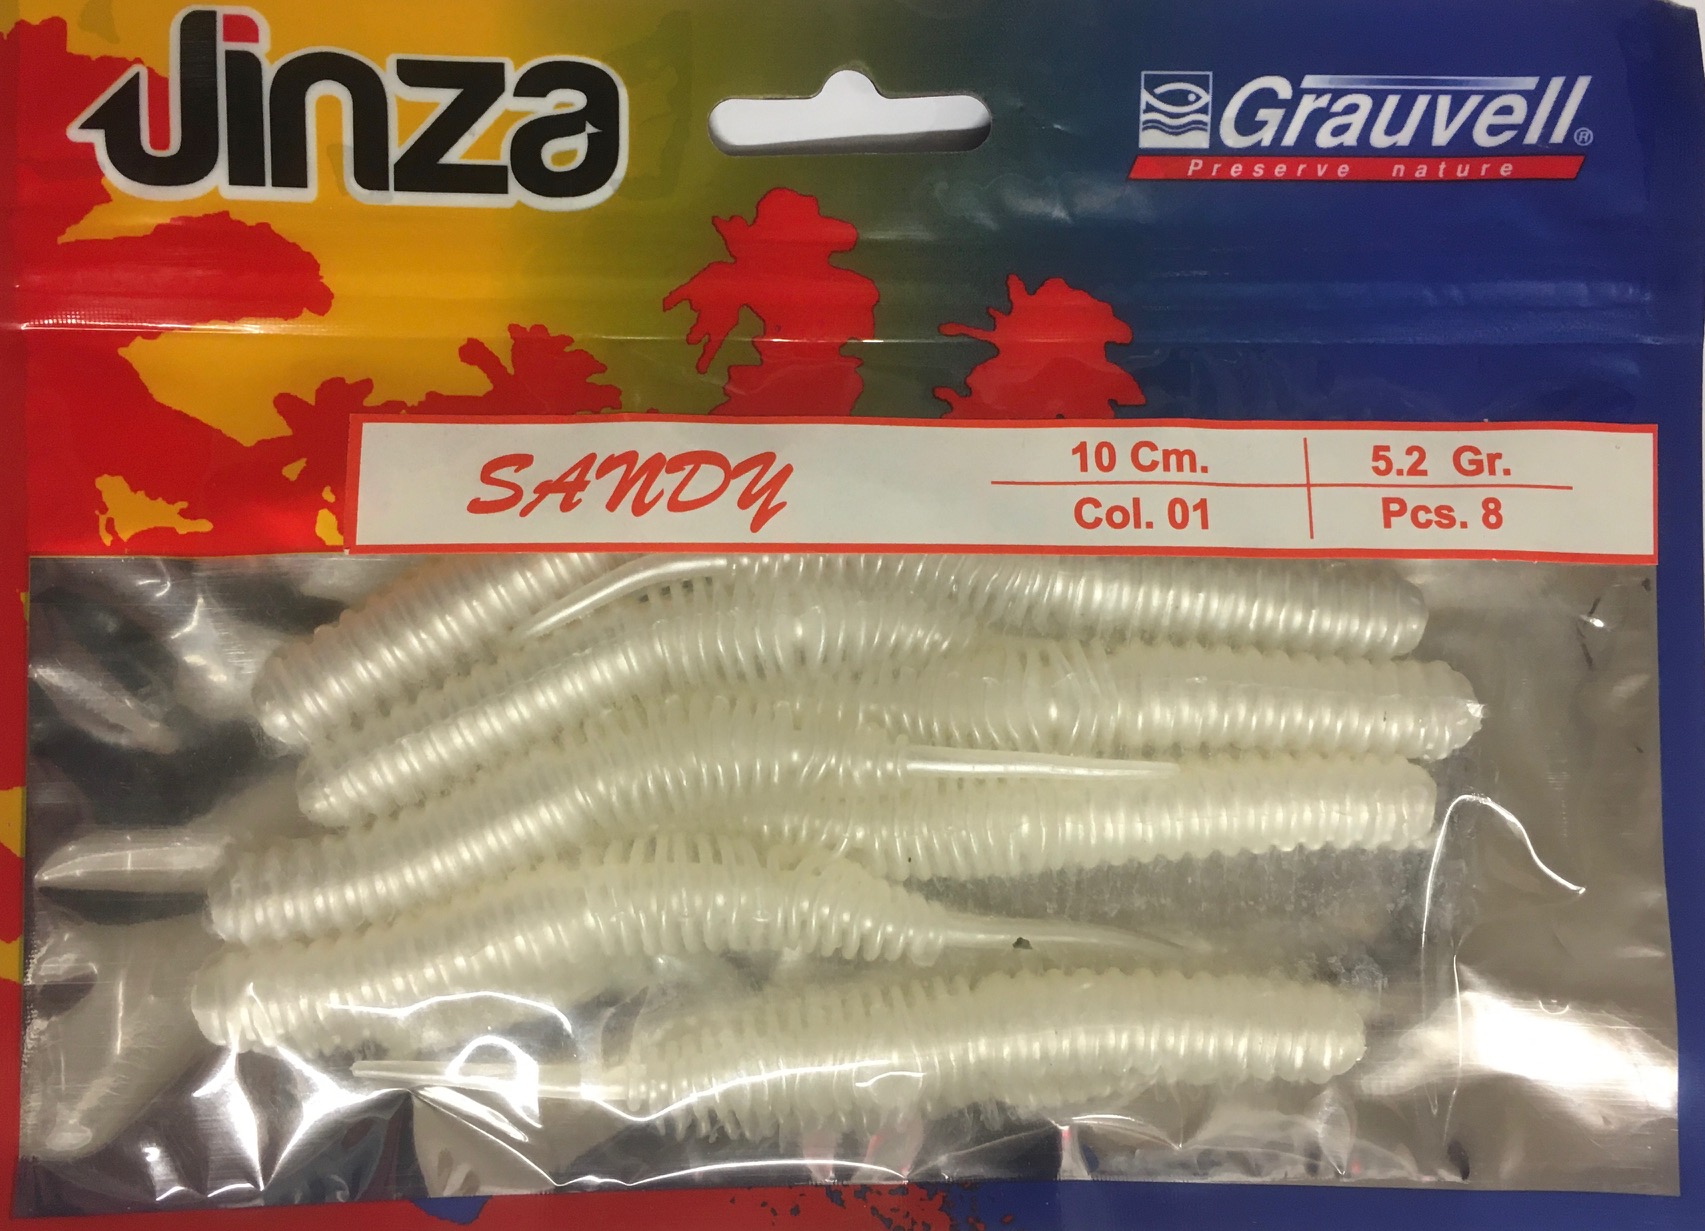 Jinza
Grauvell®
Preserve nature
SANDY
10 Cm.
5.2 Gr.
Col. 01
Pcs. 8